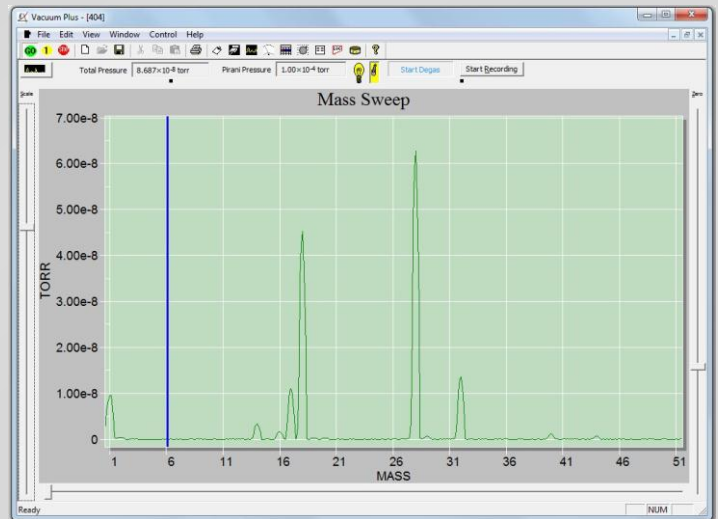 Vacuum Plus - [404]
File Edit View Window Control Help
GO 1
Total Pressure 8.687×10⁻⁸ torr Pirani Pressure 1.00×10⁻⁴ torr Start Degas Start Recording
Scale
Zero
Mass Sweep
7.00e-8
6.00e-8
5.00e-8
4.00e-8
3.00e-8
2.00e-8
1.00e-8
0
TORR
1 6 11 16 21 26 31 36 41 46 51
MASS
Ready NUM